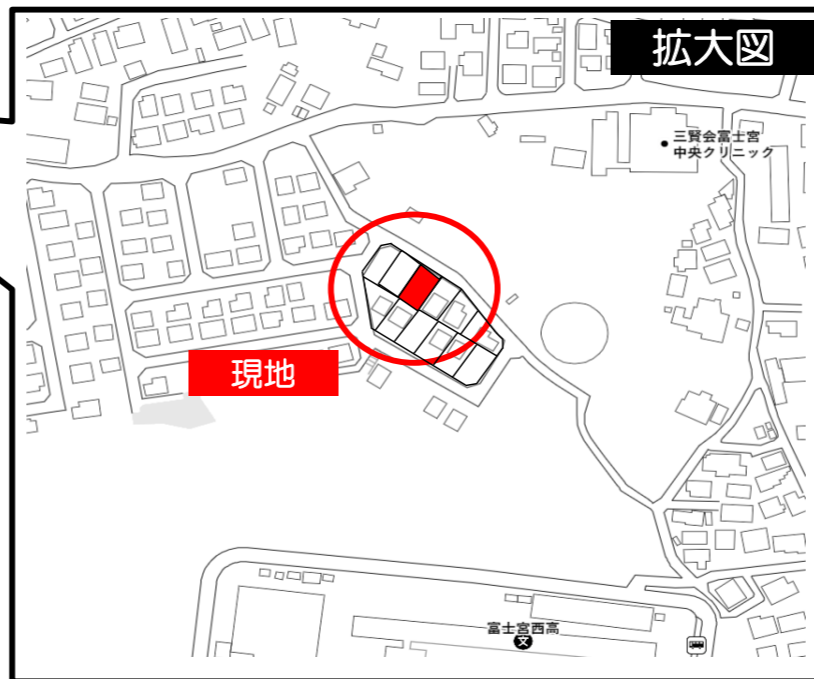 拡大図
三賢会富士宮
中央クリニック
現地
富士宮西高
文